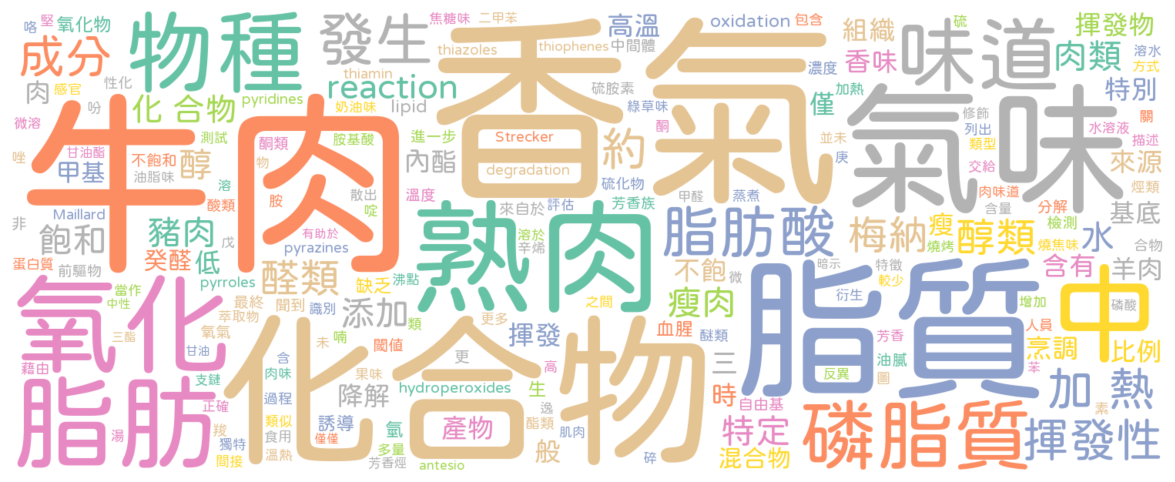 咯
堅
氧化物
焦糖味
二甲苯
高溫
oxidation
包含
組織
揮發物
硫
溶水
方式
成分
物種
發生
香氣
味道
肉類
thiazoles
thiophenes
中間體
濃度
香味
性化
肉
感官
化合物
pyridines
reaction
thiamin
奶油味
lipid
硫胺素
綠草味
僅
加熱
特別
微溶
吩
測試
胺基酸
進一步
Strecker
約
酮
並未
修飾
列出
類型
水溶液
關
描述
牛肉
氣味
唑
甘油酯
甲基
不飽和
油脂味
醇
酮類
物
胺
內酯
degradation
硫化物
甲醛
蒸煮
庚
交給
肉味道
含量
分解
來源
烴類
Maillard
溶
酸類
散出
啶
溫度
來自於
評估
芳香族
非
飽和
戊
豬肉
有助於
pyrazines
熟肉
溶於
辛烯
脂肪酸
梅納
瘦
燒烤
醇類
檢測
燒焦味
水
基底
合物
蛋白質
前驅物
癸醛
低
pyrroles
醛類
缺乏
沸點
不飽
微
暗示
特徵
較少
含有
羊肉
氧化
當作
中性
最終
萃取物
聞到
識別
添加
之間
瘦肉
脂質
衍生
增加
中
磷酸
三酯
甘油
氧氣
未
喃
閾值
類
更多
揮發
血腥
醚類
芳香
油膩
人員
苯
烹調
比例
藉由
支鏈
含
肉味
更
化合物
果味
高
三
反異
圖
脂肪
正確
過程
降解
hydroperoxides
生
時
自由基
加熱
素
湯
羧
類似
食用
誘導
氫
產物
逸
酯類
肌肉
特定
磷脂質
揮發性
獨特
間接
溫熱
僅僅
多量
芳香烴
antesio
般
碎
混合物